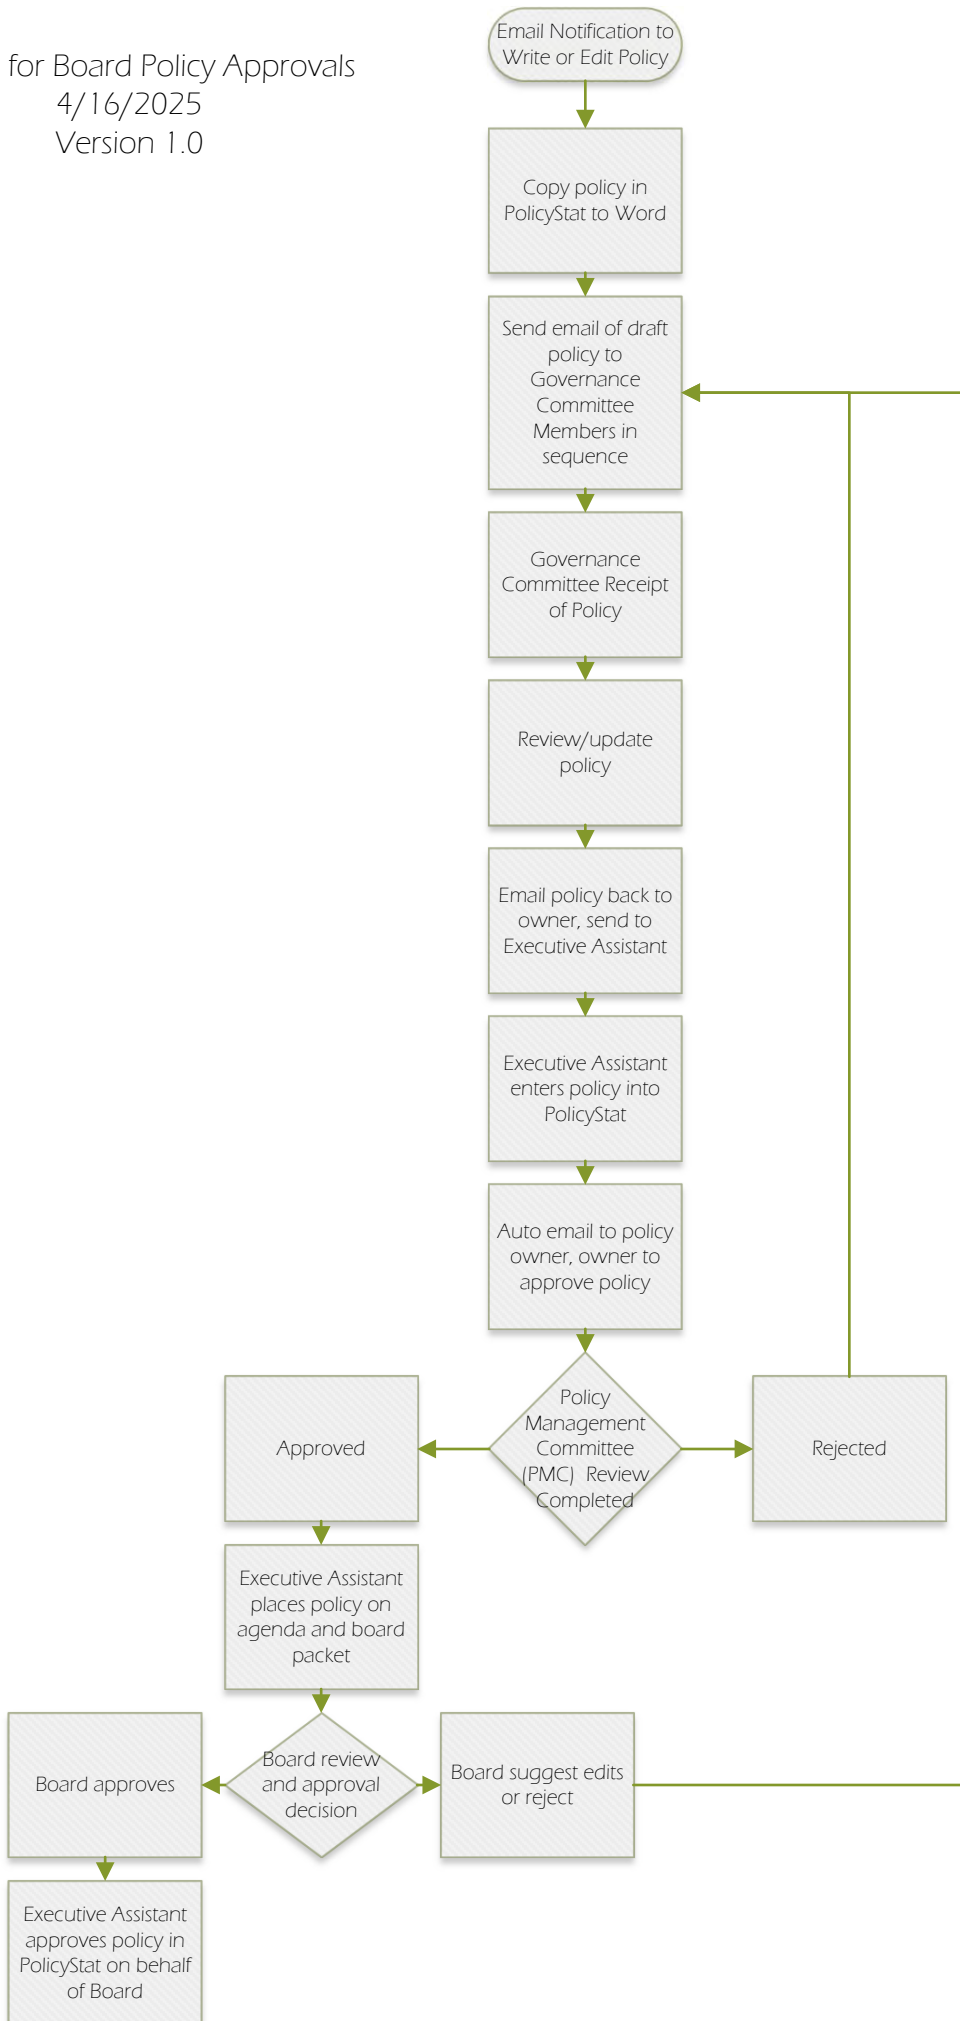 for Board Policy Approvals
4/16/2025
Version 1.0
Email Notification to
Write or Edit Policy
Copy policy in
PolicyStat to Word
Send email of draft
policy to
Governance
Committee
Members in
sequence
Governance
Committee Receipt
of Policy
Review/update
policy
Email policy back to
owner, send to
Executive Assistant
Executive Assistant
enters policy into
PolicyStat
Auto email to policy
owner, owner to
approve policy
Policy
Management
Committee
(PMC) Review
Completed
Approved
Rejected
Executive Assistant
places policy on
agenda and board
packet
Board review
and approval
decision
Board approves
Board suggest edits
or reject
Executive Assistant
approves policy in
PolicyStat on behalf
of Board